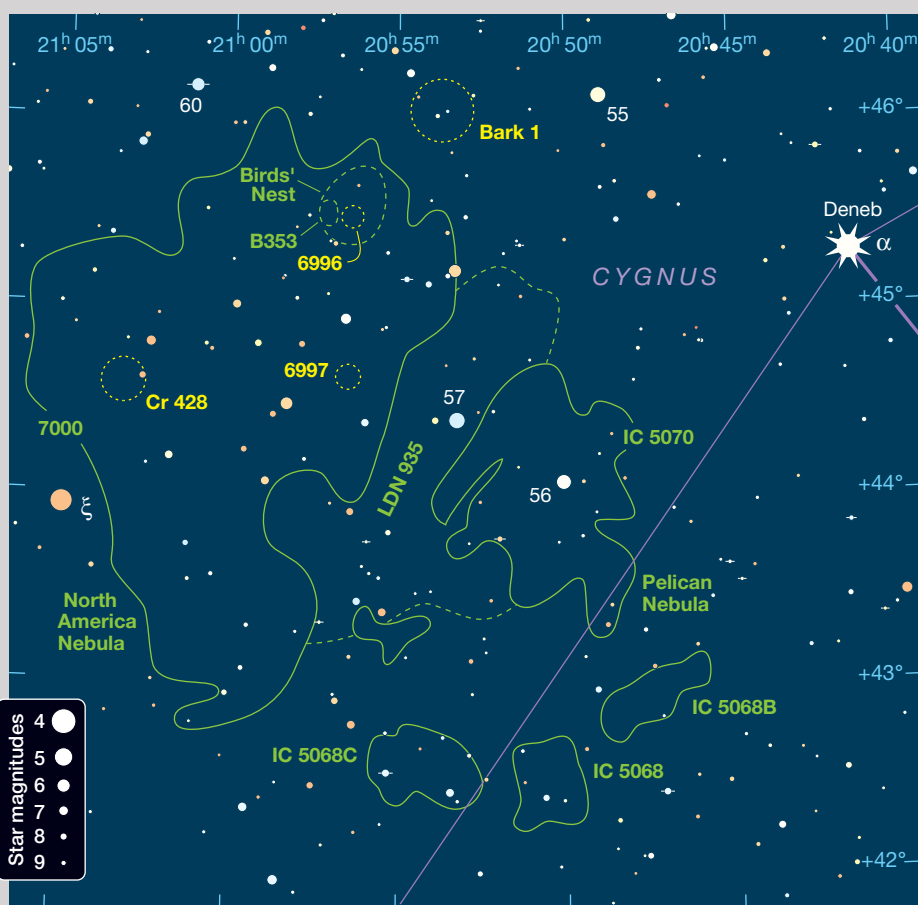 21h 05m
21h 00m
20h 55m
20h 50m
20h 45m
20h 40m
60
55
+46°
Bark 1
Birds'
Nest
B353
6996
Deneb
α
CYGNUS
+45°
6997
Cr 428
57
7000
LDN 935
IC 5070
56
+44°
ξ
North
America
Nebula
Pelican
Nebula
+43°
IC 5068B
IC 5068C
IC 5068
+42°
Star magnitudes
4
5
6
7
8
9